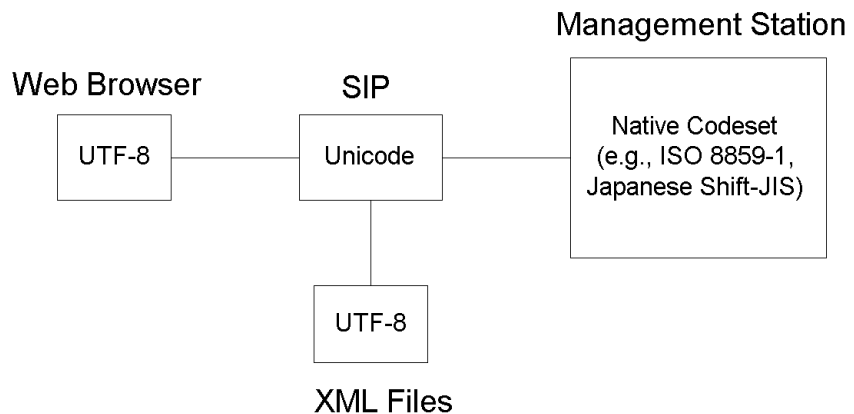 Management Station
Web Browser
SIP
UTF-8
Unicode
Native Codeset
(e.g., ISO 8859-1,
Japanese Shift-JIS)
UTF-8
XML Files